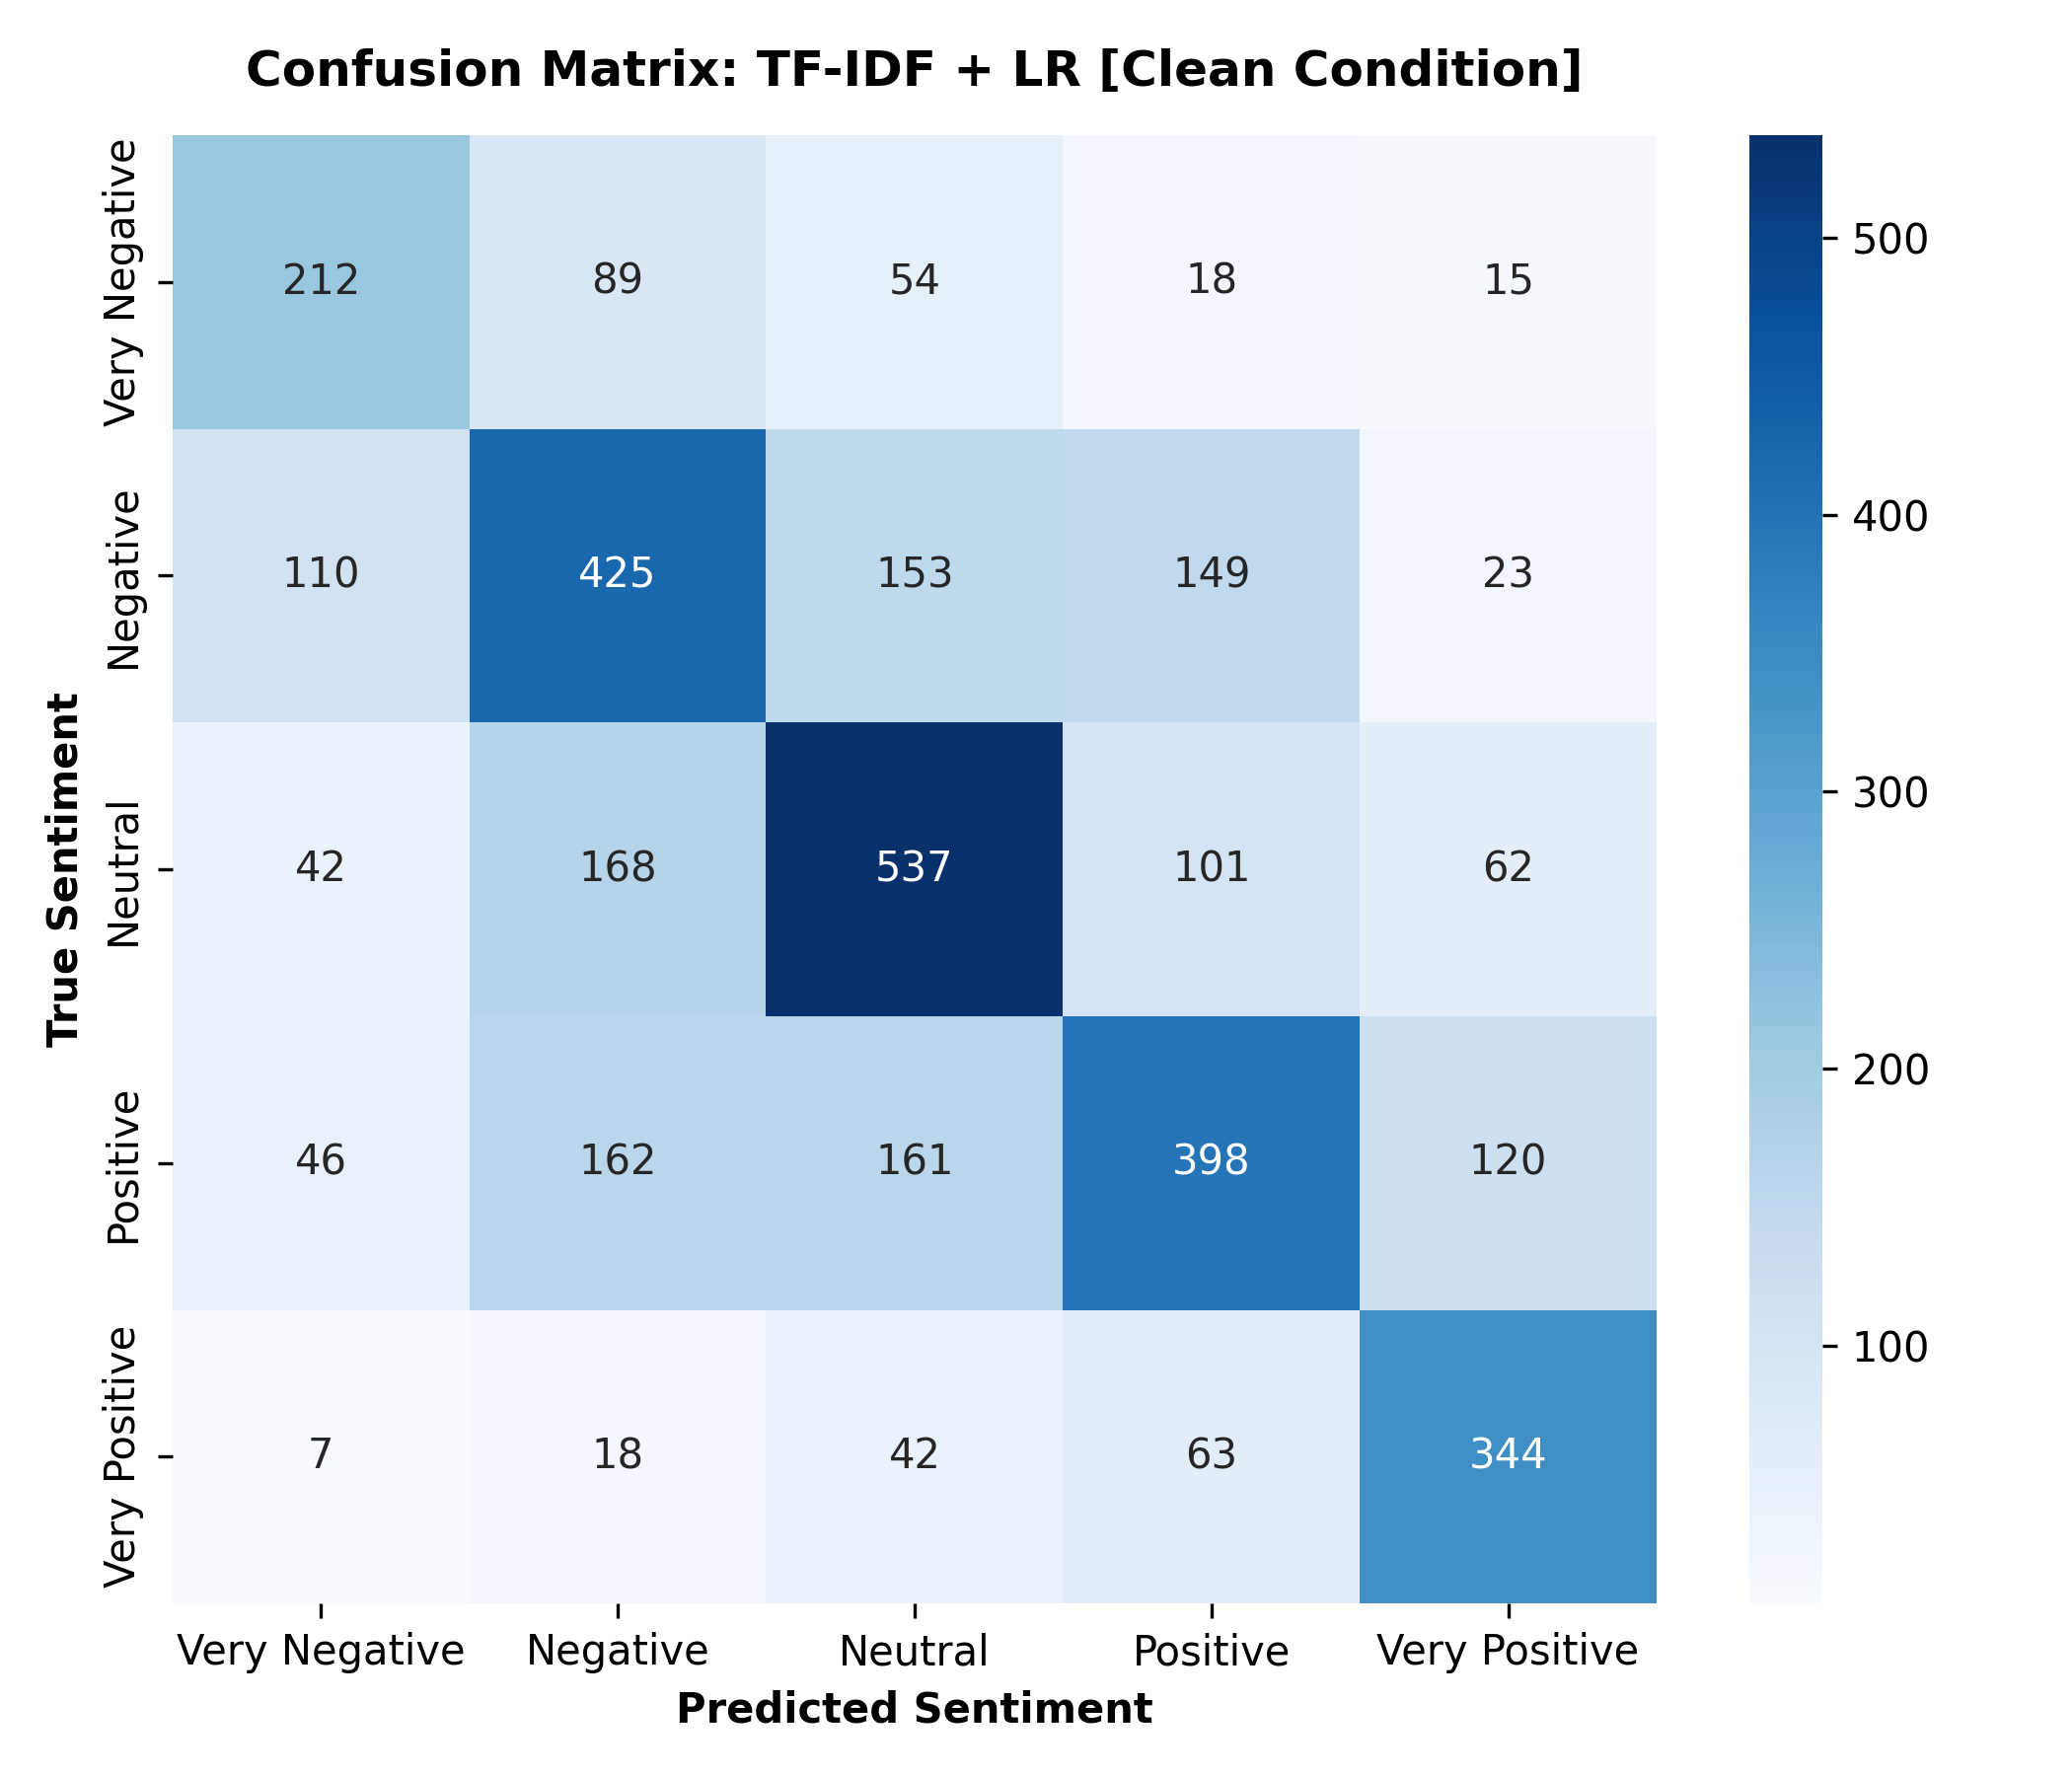 Confusion Matrix: TF-IDF + LR [Clean Condition]
True Sentiment
Very Negative
212 89 54 18 15
Negative
110 425 153 149 23
Neutral
42 168 537 101 62
Positive
46 162 161 398 120
Very Positive
7 18 42 63 344
Very Negative Negative Neutral Positive Very Positive
Predicted Sentiment
500
400
300
200
100